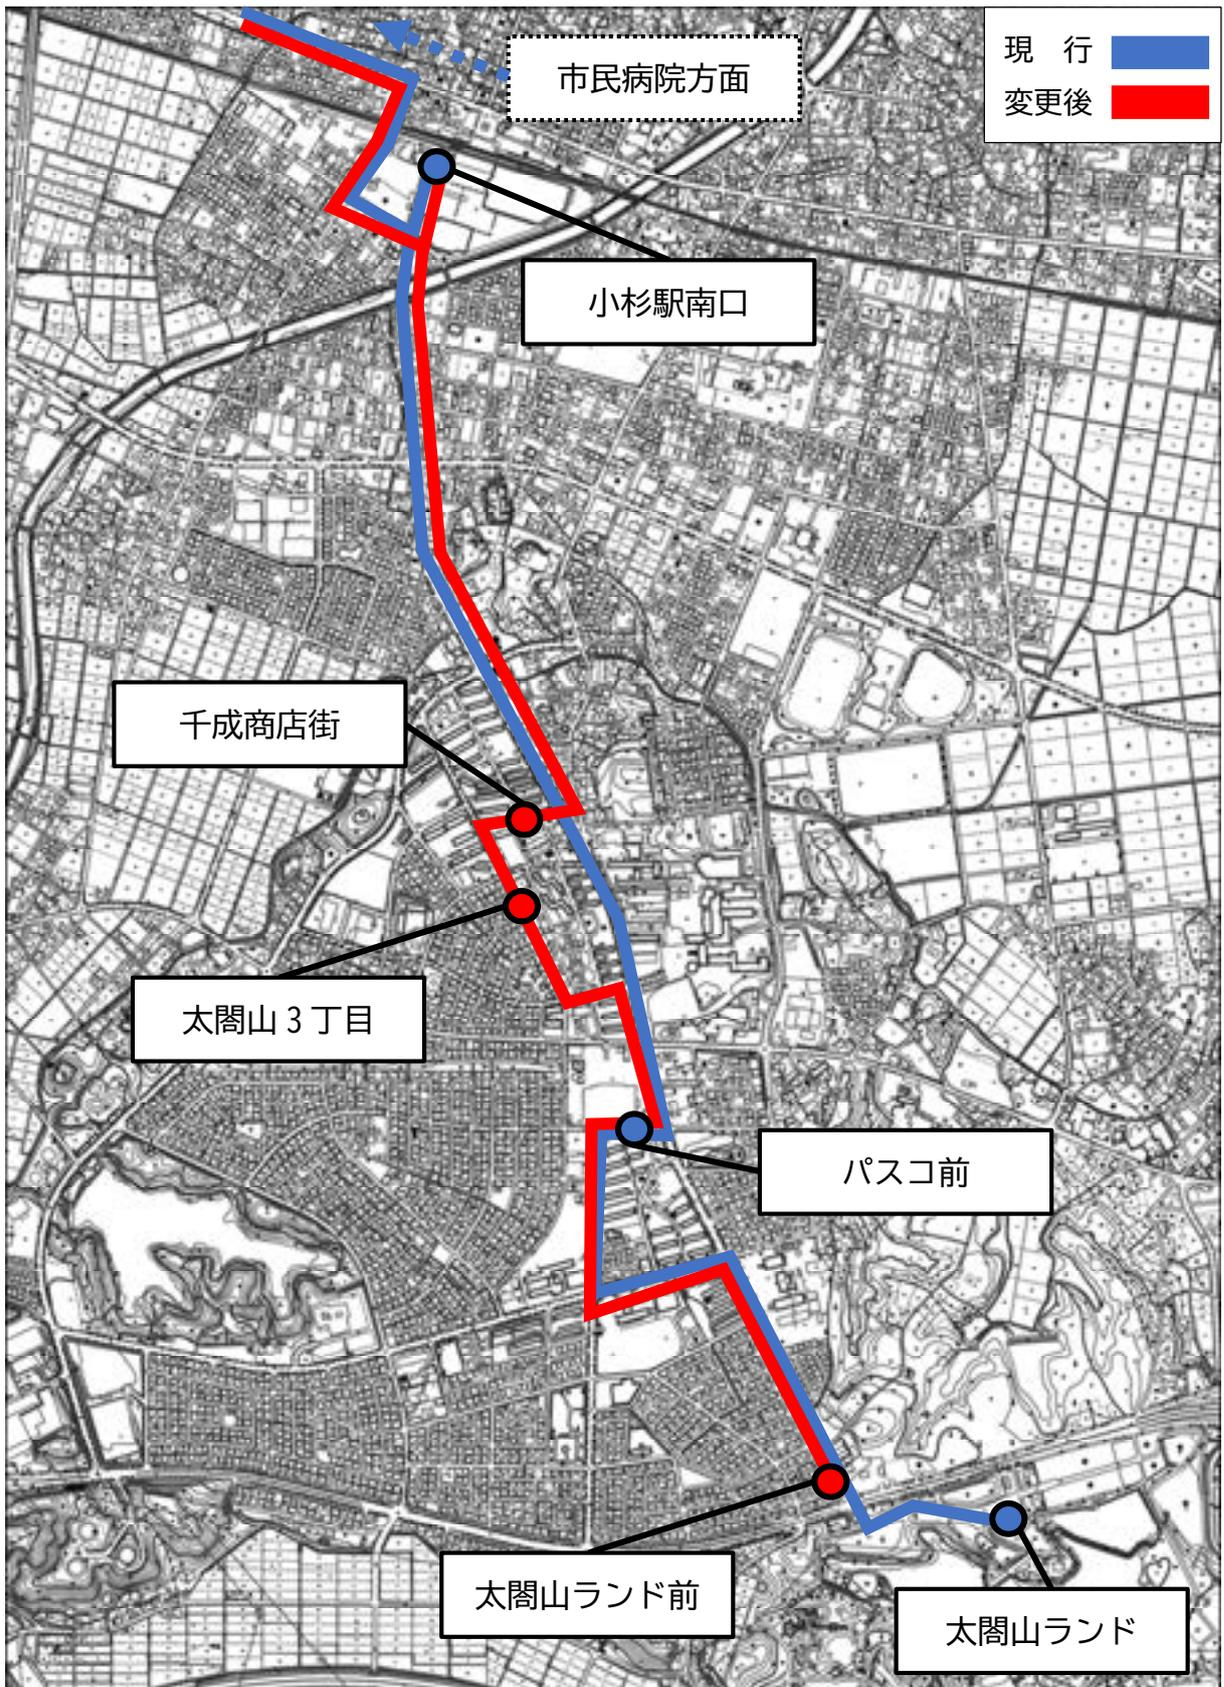 現　行
変更後
市民病院方面
小杉駅南口
千成商店街
太閤山３丁目
パスコ前
太閤山ランド前
太閤山ランド